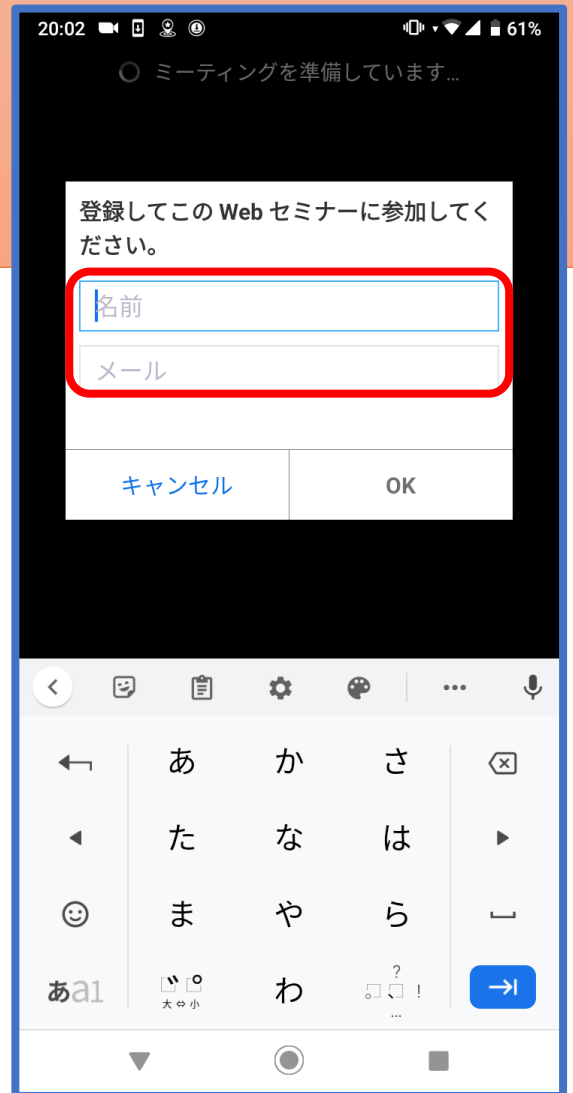 20:02 61%
ミーティングを準備しています...
登録してこの Web セミナーに参加してく
ださい。
名前
メール
キャンセル OK
あ か さ
た な は
ま や ら
あa1 大⇔小 わ 。、?!...